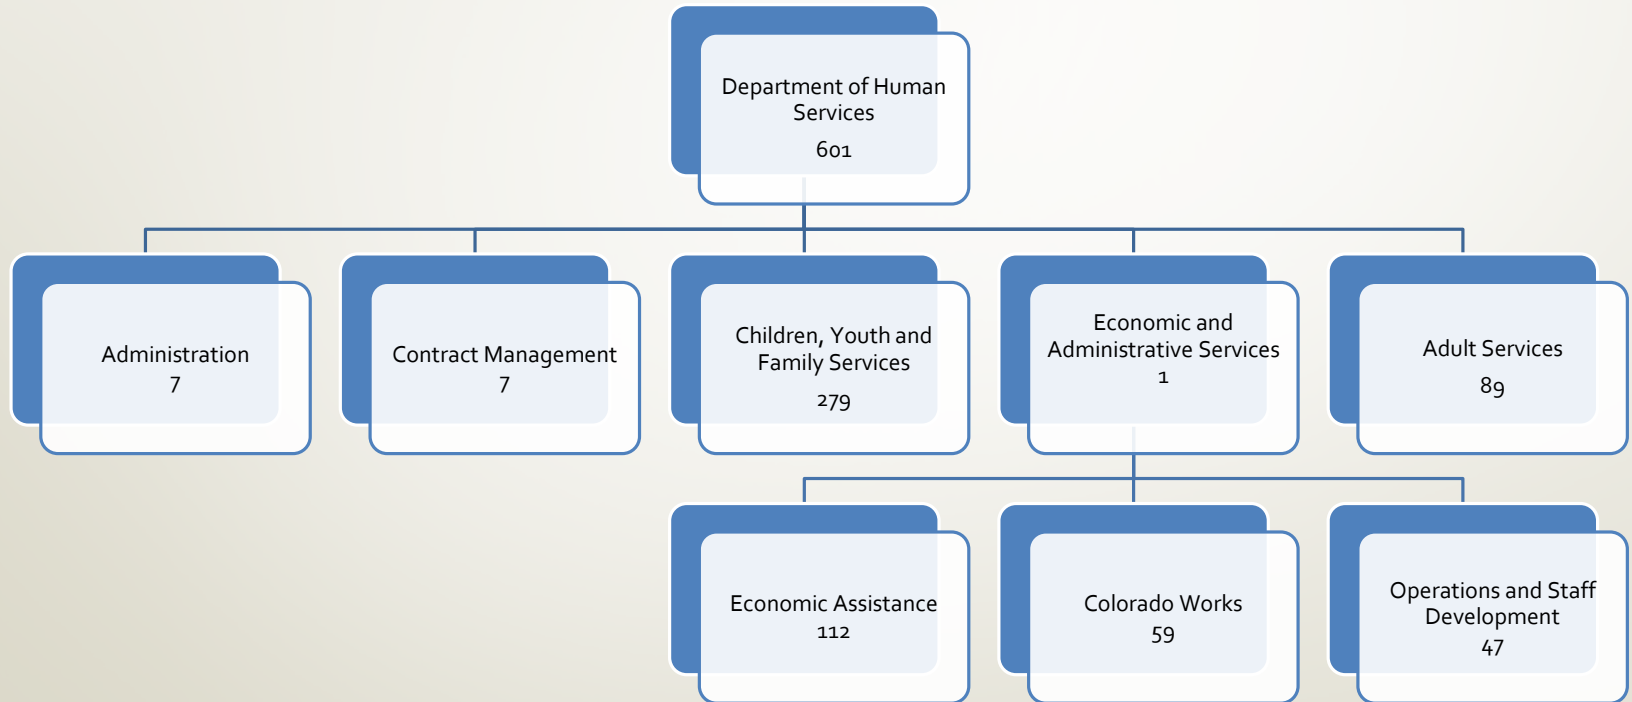 Department of Human
Services
601
Administration
7
Contract Management
7
Children, Youth and
Family Services
279
Economic and
Administrative Services
1
Adult Services
89
Economic Assistance
112
Colorado Works
59
Operations and Staff
Development
47